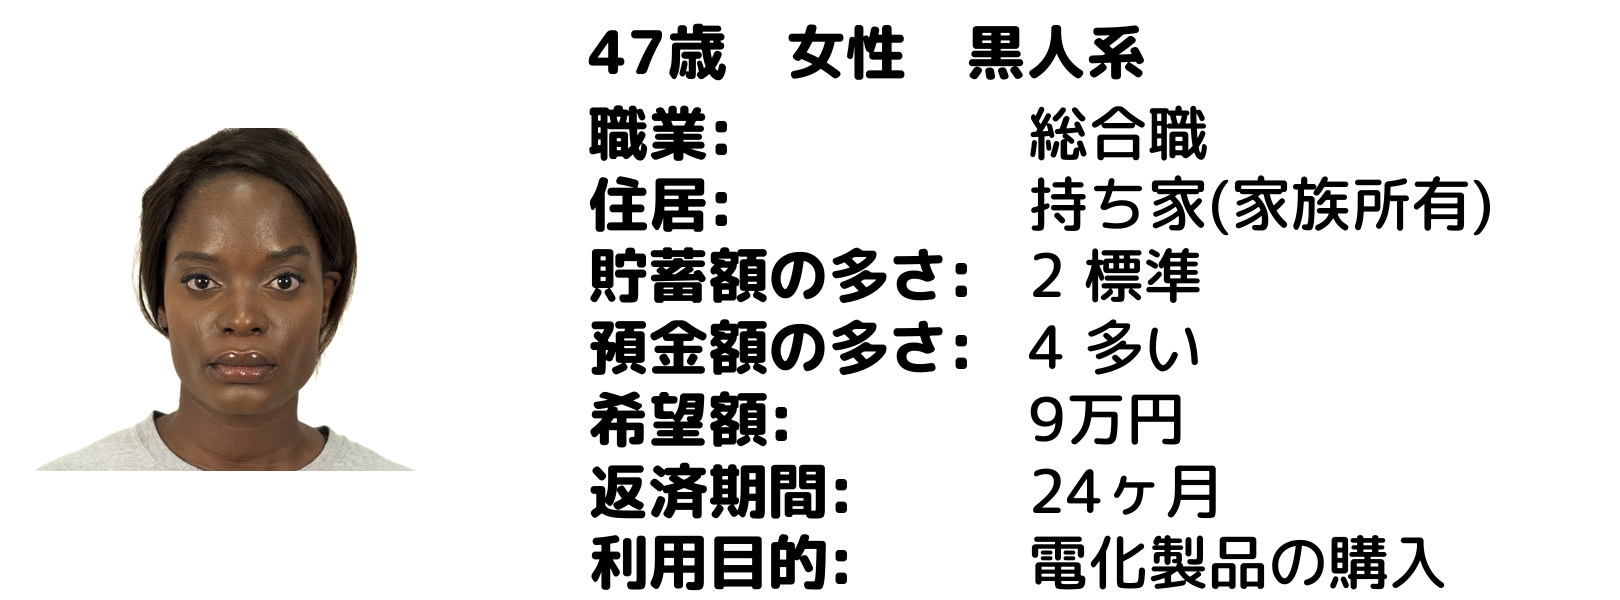 47歳　女性　黒人系
職業: 総合職
住居: 持ち家(家族所有)
貯蓄額の多さ: 2 標準
預金額の多さ: 4 多い
希望額: 9万円
返済期間: 24ヶ月
利用目的: 電化製品の購入